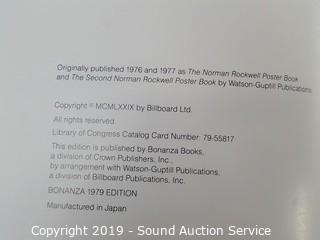 Originally published 1976 and 1977 as The Norman Rockwell Poster Book
and The Second Norman Rockwell Poster Book by Watson-Guptill Publications.
Copyright © MCMLXXIX by Billboard Ltd.
All rights reserved.
Library of Congress Catalog Card Number: 79-55817
This edition is published by Bonanza Books,
a division of Crown Publishers, Inc.,
by arrangement with Watson-Guptill Publications,
a division of Billboard Publications, Inc.
BONANZA 1979 EDITION
Manufactured in Japan
Copyright 2019 - Sound Auction Service